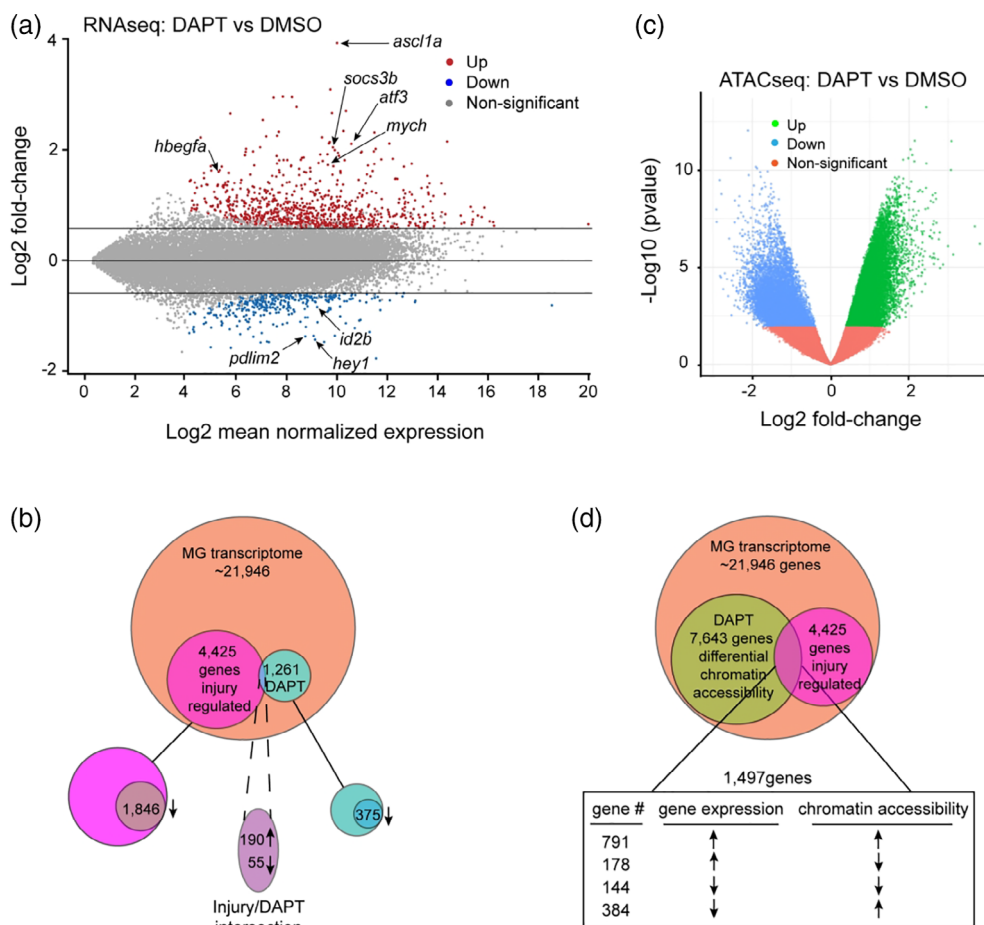 (a)
RNAseq: DAPT vs DMSO
4
2
0
-2
Log2 fold-change
ascl1a
Up
Down
Non-significant
socs3b
atf3
mych
hbegfa
id2b
pdlim2
hey1
0 2 4 6 8 10 12 14 16 18 20
Log2 mean normalized expression
(c)
ATACseq: DAPT vs DMSO
Up
Down
Non-significant
10
5
0
-Log10 (pvalue)
-2 0 2
Log2 fold-change
(b)
MG transcriptome
~21,946
4,425
genes
injury
regulated
1,261
DAPT
1,846 ↓
190 ↑
55 ↓
375 ↓
Injury/DAPT
(d)
MG transcriptome
~21,946 genes
DAPT
7,643 genes
differential
chromatin
accessibility
4,425
genes
injury
regulated
1,497genes
gene # gene expression chromatin accessibility
791 ↑ ↑
178 ↑ ↓
144 ↓ ↓
384 ↓ ↑